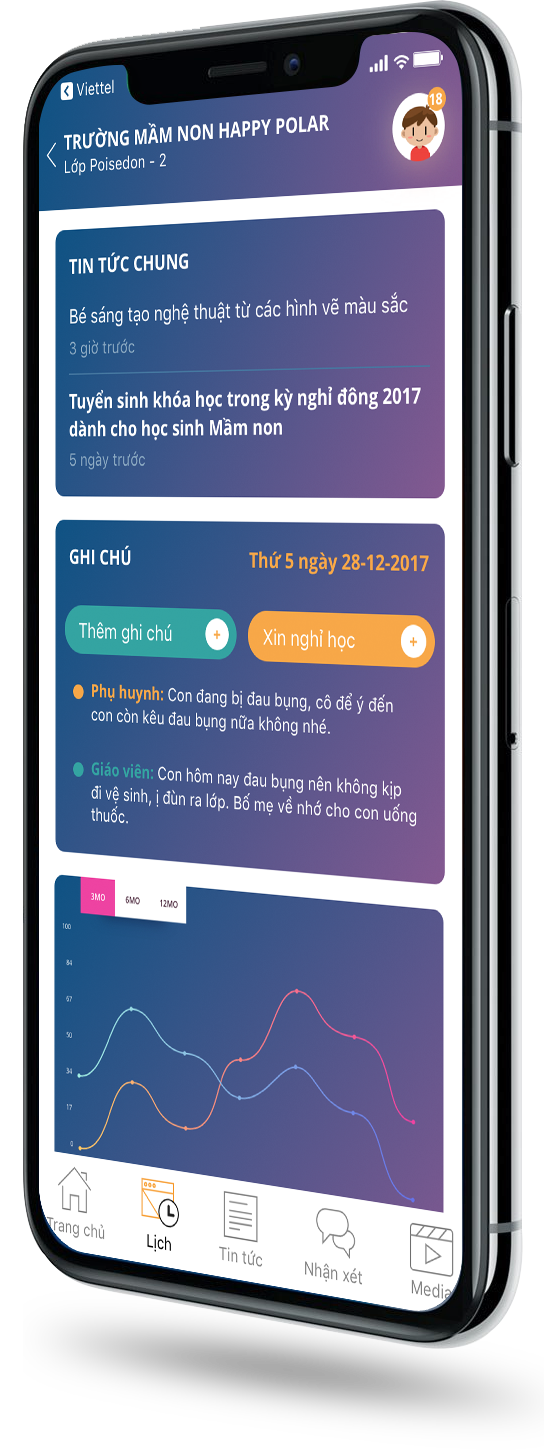 Viettel
TRƯỜNG MẦM NON HAPPY POLAR
Lớp Poisedon - 2
18
TIN TỨC CHUNG
Bé sáng tạo nghệ thuật từ các hình vẽ màu sắc
3 giờ trước
Tuyển sinh khóa học trong kỳ nghỉ đông 2017
dành cho học sinh Mầm non
5 ngày trước
GHI CHÚ
Thứ 5 ngày 28-12-2017
Thêm ghi chú +
Xin nghỉ học +
Phụ huynh: Con đang bị đau bụng, cô để ý đến
con còn kêu đau bụng nữa không nhé.
Giáo viên: Con hôm nay đau bụng nên không kịp
đi vệ sinh, ị đùn ra lớp. Bố mẹ về nhớ cho con uống
thuốc.
3MO 6MO 12MO
100
84
67
50
34
17
0
Trang chủ
Lịch
Tin tức
Nhận xét
Media